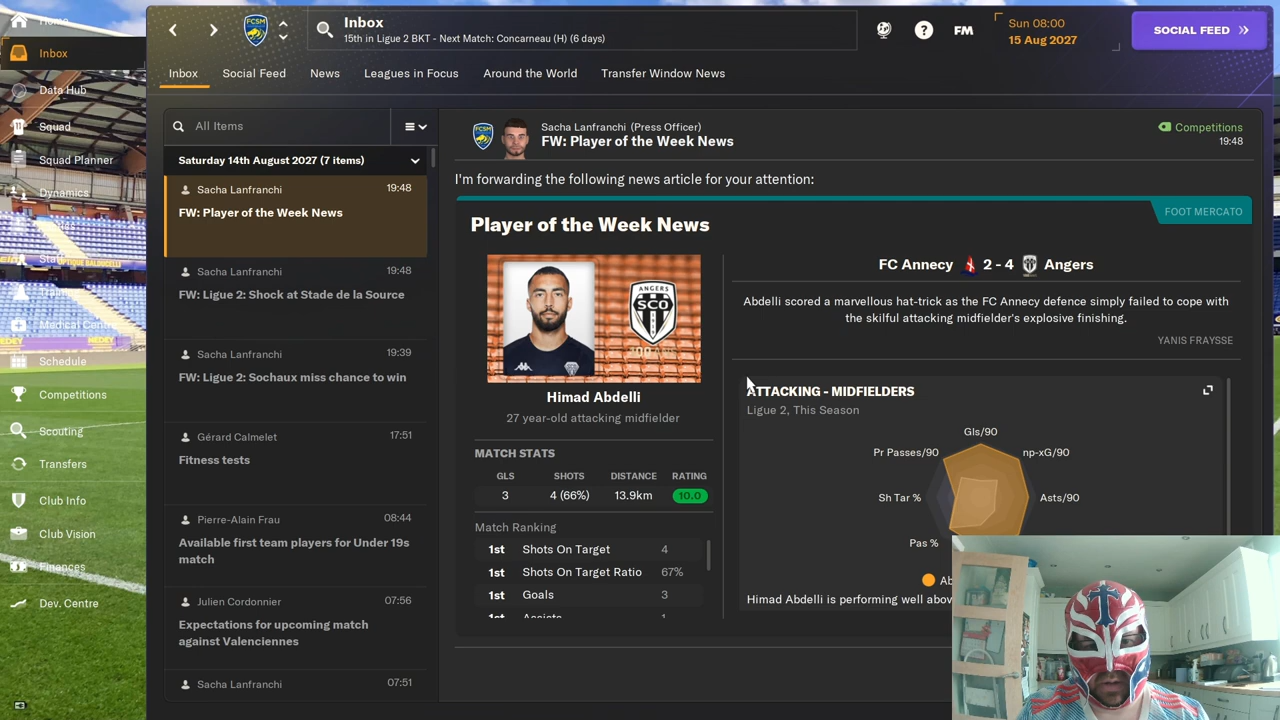 Home
Inbox
Data Hub
Squad
Squad Planner
Dynamics
Medical Centre
Schedule
Competitions
Scouting
Transfers
Club Info
Club Vision
Finances
Dev. Centre
FCSM
Inbox
15th in Ligue 2 BKT - Next Match: Concarneau (H) (6 days)
FM
Sun 08:00
15 Aug 2027
SOCIAL FEED
Inbox
Social Feed
News
Leagues in Focus
Around the World
Transfer Window News
All Items
Saturday 14th August 2027 (7 items)
Sacha Lanfranchi 19:48
FW: Player of the Week News
Sacha Lanfranchi 19:48
FW: Ligue 2: Shock at Stade de la Source
Sacha Lanfranchi 19:39
FW: Ligue 2: Sochaux miss chance to win
Gérard Calmelet 17:51
Fitness tests
Pierre-Alain Frau 08:44
Available first team players for Under 19s
match
Julien Cordonnier 07:56
Expectations for upcoming match
against Valenciennes
Sacha Lanfranchi 07:51
FCSM
Sacha Lanfranchi (Press Officer)
FW: Player of the Week News
Competitions
19:48
I'm forwarding the following news article for your attention:
FOOT MERCATO
Player of the Week News
ANGERS
SCO
Himad Abdelli
27 year-old attacking midfielder
MATCH STATS
GLS SHOTS DISTANCE RATING
3 4 (66%) 13.9km 10.0
Match Ranking
1st Shots On Target 4
1st Shots On Target Ratio 67%
1st Goals 3
1st Assists 1
FC Annecy 2 - 4 Angers
Abdelli scored a marvellous hat-trick as the FC Annecy defence simply failed to cope with
the skilful attacking midfielder's explosive finishing.
YANIS FRAYSSE
ATTACKING - MIDFIELDERS
Ligue 2, This Season
Gls/90
Pr Passes/90 np-xG/90
Sh Tar % Asts/90
Pas %
Ab
Himad Abdelli is performing well abov